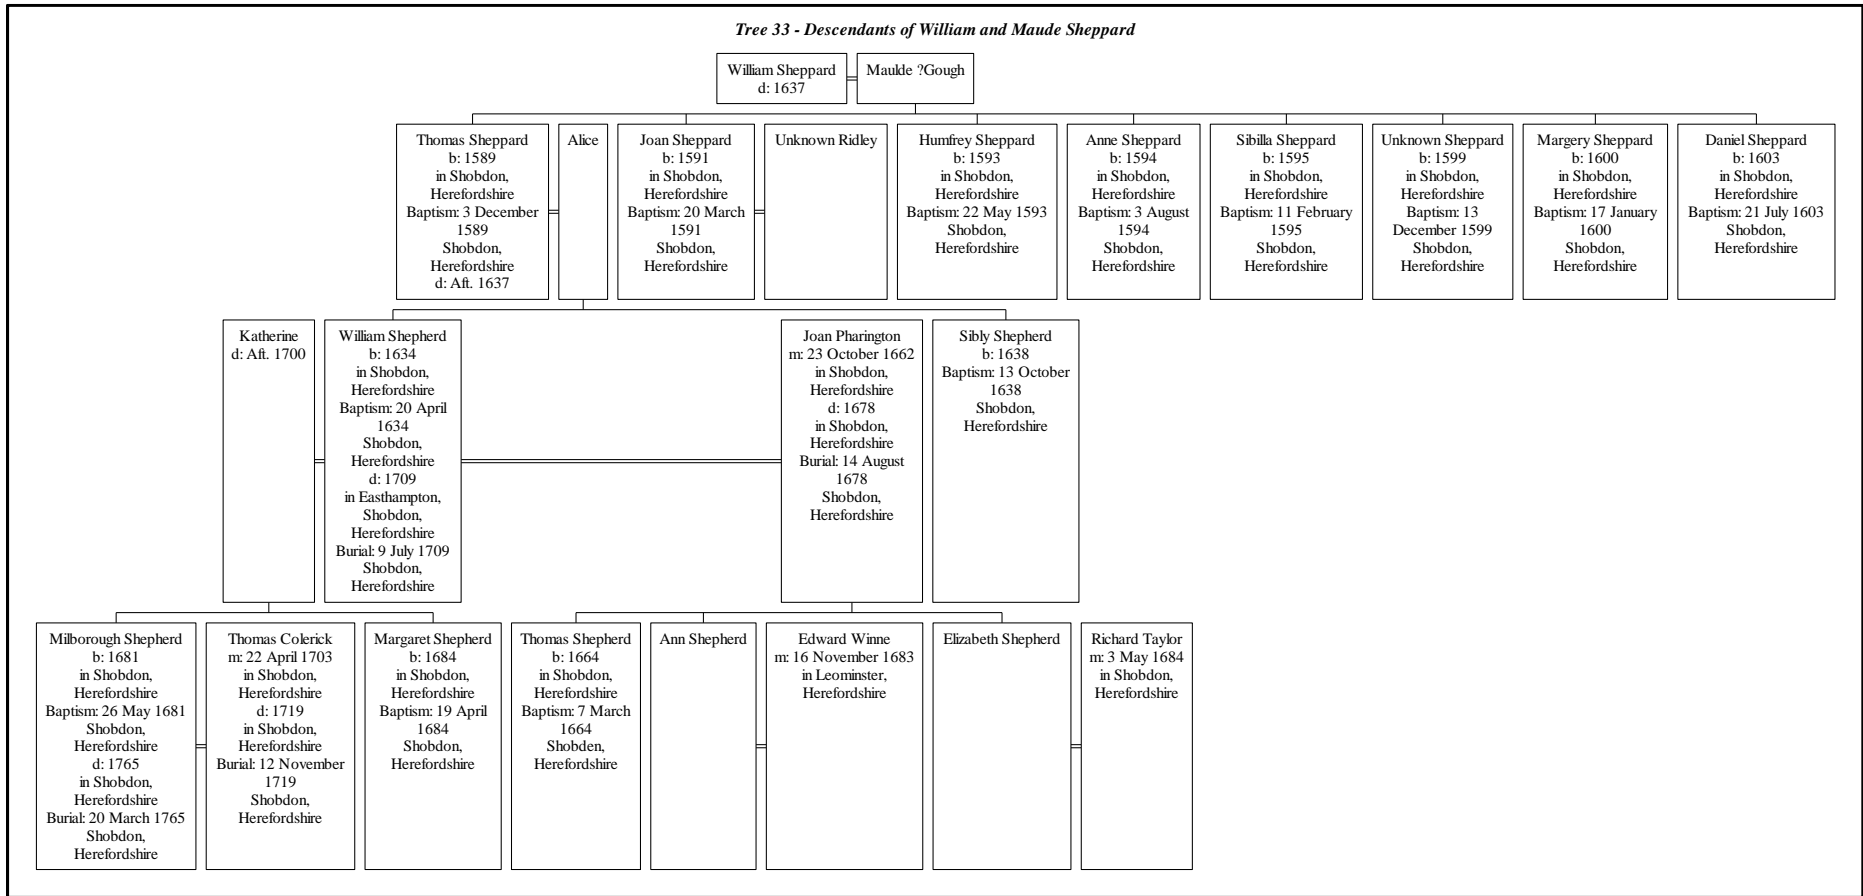 Tree 33 - Descendants of William and Maude Sheppard
William Sheppard
d: 1637
Maulde ?Gough
Thomas Sheppard
b: 1589
in Shobdon,
Herefordshire
Baptism: 3 December
1589
Shobdon,
Herefordshire
d: Aft. 1637
Alice
Joan Sheppard
b: 1591
in Shobdon,
Herefordshire
Baptism: 20 March
1591
Shobdon,
Herefordshire
Unknown Ridley
Humfrey Sheppard
b: 1593
in Shobdon,
Herefordshire
Baptism: 22 May 1593
Shobdon,
Herefordshire
Anne Sheppard
b: 1594
in Shobdon,
Herefordshire
Baptism: 3 August
1594
Shobdon,
Herefordshire
Sibilla Sheppard
b: 1595
in Shobdon,
Herefordshire
Baptism: 11 February
1595
Shobdon,
Herefordshire
Unknown Sheppard
b: 1599
in Shobdon,
Herefordshire
Baptism: 13
December 1599
Shobdon,
Herefordshire
Margery Sheppard
b: 1600
in Shobdon,
Herefordshire
Baptism: 17 January
1600
Shobdon,
Herefordshire
Daniel Sheppard
b: 1603
in Shobdon,
Herefordshire
Baptism: 21 July 1603
Shobdon,
Herefordshire
Katherine
d: Aft. 1700
William Shepherd
b: 1634
in Shobdon,
Herefordshire
Baptism: 20 April
1634
Shobdon,
Herefordshire
d: 1709
in Easthampton,
Shobdon,
Herefordshire
Burial: 9 July 1709
Shobdon,
Herefordshire
Joan Pharington
m: 23 October 1662
in Shobdon,
Herefordshire
d: 1678
in Shobdon,
Herefordshire
Burial: 14 August
1678
Shobdon,
Herefordshire
Sibly Shepherd
b: 1638
Baptism: 13 October
1638
Shobdon,
Herefordshire
Milborough Shepherd
b: 1681
in Shobdon,
Herefordshire
Baptism: 26 May 1681
Shobdon,
Herefordshire
d: 1765
in Shobdon,
Herefordshire
Burial: 20 March 1765
Shobdon,
Herefordshire
Thomas Colerick
m: 22 April 1703
in Shobdon,
Herefordshire
d: 1719
in Shobdon,
Herefordshire
Burial: 12 November
1719
Shobdon,
Herefordshire
Margaret Shepherd
b: 1684
in Shobdon,
Herefordshire
Baptism: 19 April
1684
Shobdon,
Herefordshire
Thomas Shepherd
b: 1664
in Shobdon,
Herefordshire
Baptism: 7 March
1664
Shobden,
Herefordshire
Ann Shepherd
Edward Winne
m: 16 November 1683
in Leominster,
Herefordshire
Elizabeth Shepherd
Richard Taylor
m: 3 May 1684
in Shobdon,
Herefordshire